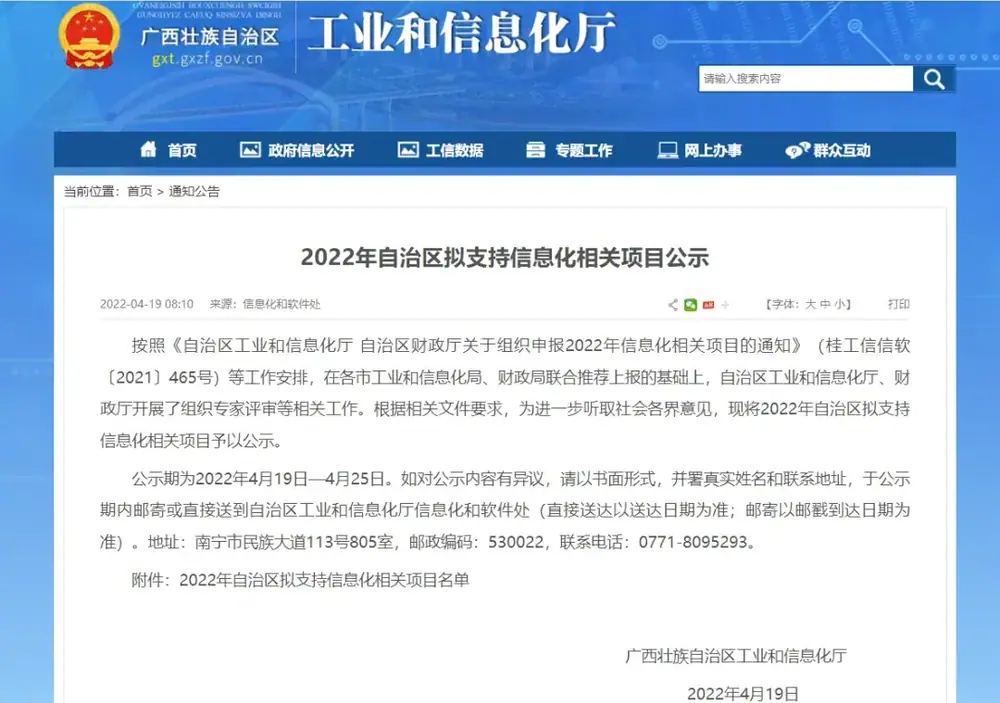 广西壮族自治区
gxt.gxzf.gov.cn
工业和信息化厅
请输入搜索内容
首页
政府信息公开
工信数据
专题工作
网上办事
群众互动
当前位置：首页 > 通知公告
2022年自治区拟支持信息化相关项目公示
2022-04-19 08:10 来源：信息化和软件处
【字体：大 中 小】 打印
按照《自治区工业和信息化厅 自治区财政厅关于组织申报2022年信息化相关项目的通知》（桂工信信软
〔2021〕465号）等工作安排，在各市工业和信息化局、财政局联合推荐上报的基础上，自治区工业和信息化厅、财
政厅开展了组织专家评审等相关工作。根据相关文件要求，为进一步听取社会各界意见，现将2022年自治区拟支持
信息化相关项目予以公示。
公示期为2022年4月19日—4月25日。如对公示内容有异议，请以书面形式，并署真实姓名和联系地址，于公示
期内邮寄或直接送到自治区工业和信息化厅信息化和软件处（直接送达以送达日期为准；邮寄以邮戳到达日期为
准）。地址：南宁市民族大道113号805室，邮政编码：530022，联系电话：0771-8095293。
附件：2022年自治区拟支持信息化相关项目名单
广西壮族自治区工业和信息化厅
2022年4月19日